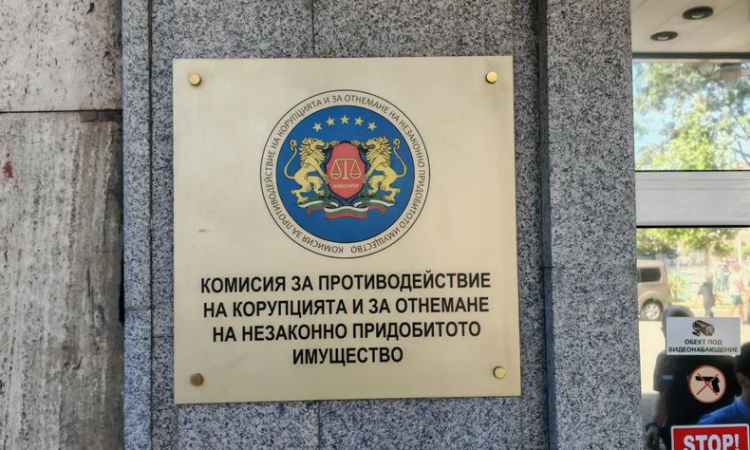 КОМИСИЯ ЗА ПРОТИВОДЕЙСТВИЕ НА КОРУПЦИЯТА И ЗА ОТНЕМАНЕ НА НЕЗАКОННО ПРИДОБИТОТО ИМУЩЕСТВО
КПКОНПИ
КОМИСИЯ ЗА ПРОТИВОДЕЙСТВИЕ
НА КОРУПЦИЯТА И ЗА ОТНЕМАНЕ
НА НЕЗАКОННО ПРИДОБИТОТО
ИМУЩЕСТВО
ОБЕКТ ПОД
ВИДЕОНАБЛЮДЕНИЕ
STOP!